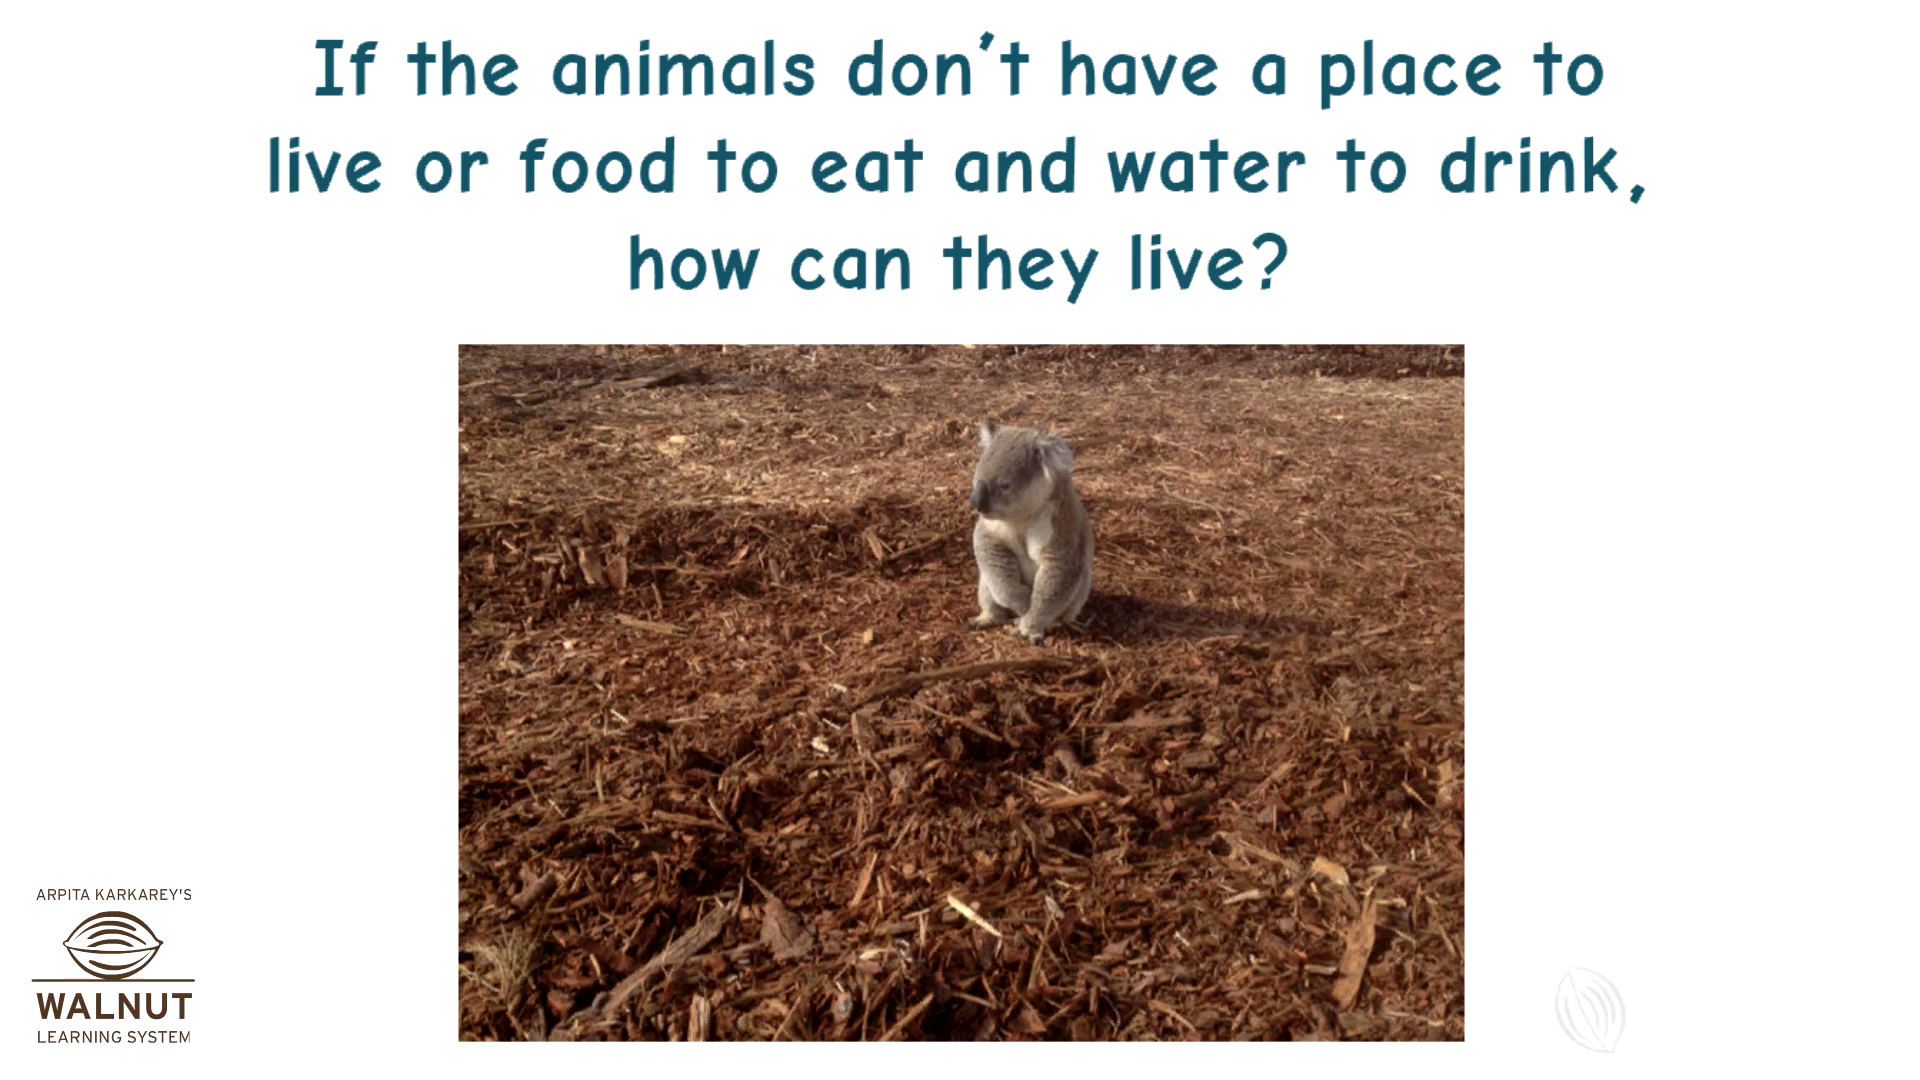 If the animals don't have a place to
live or food to eat and water to drink,
how can they live?
ARPITA KARKAREY'S
WALNUT
LEARNING SYSTEM